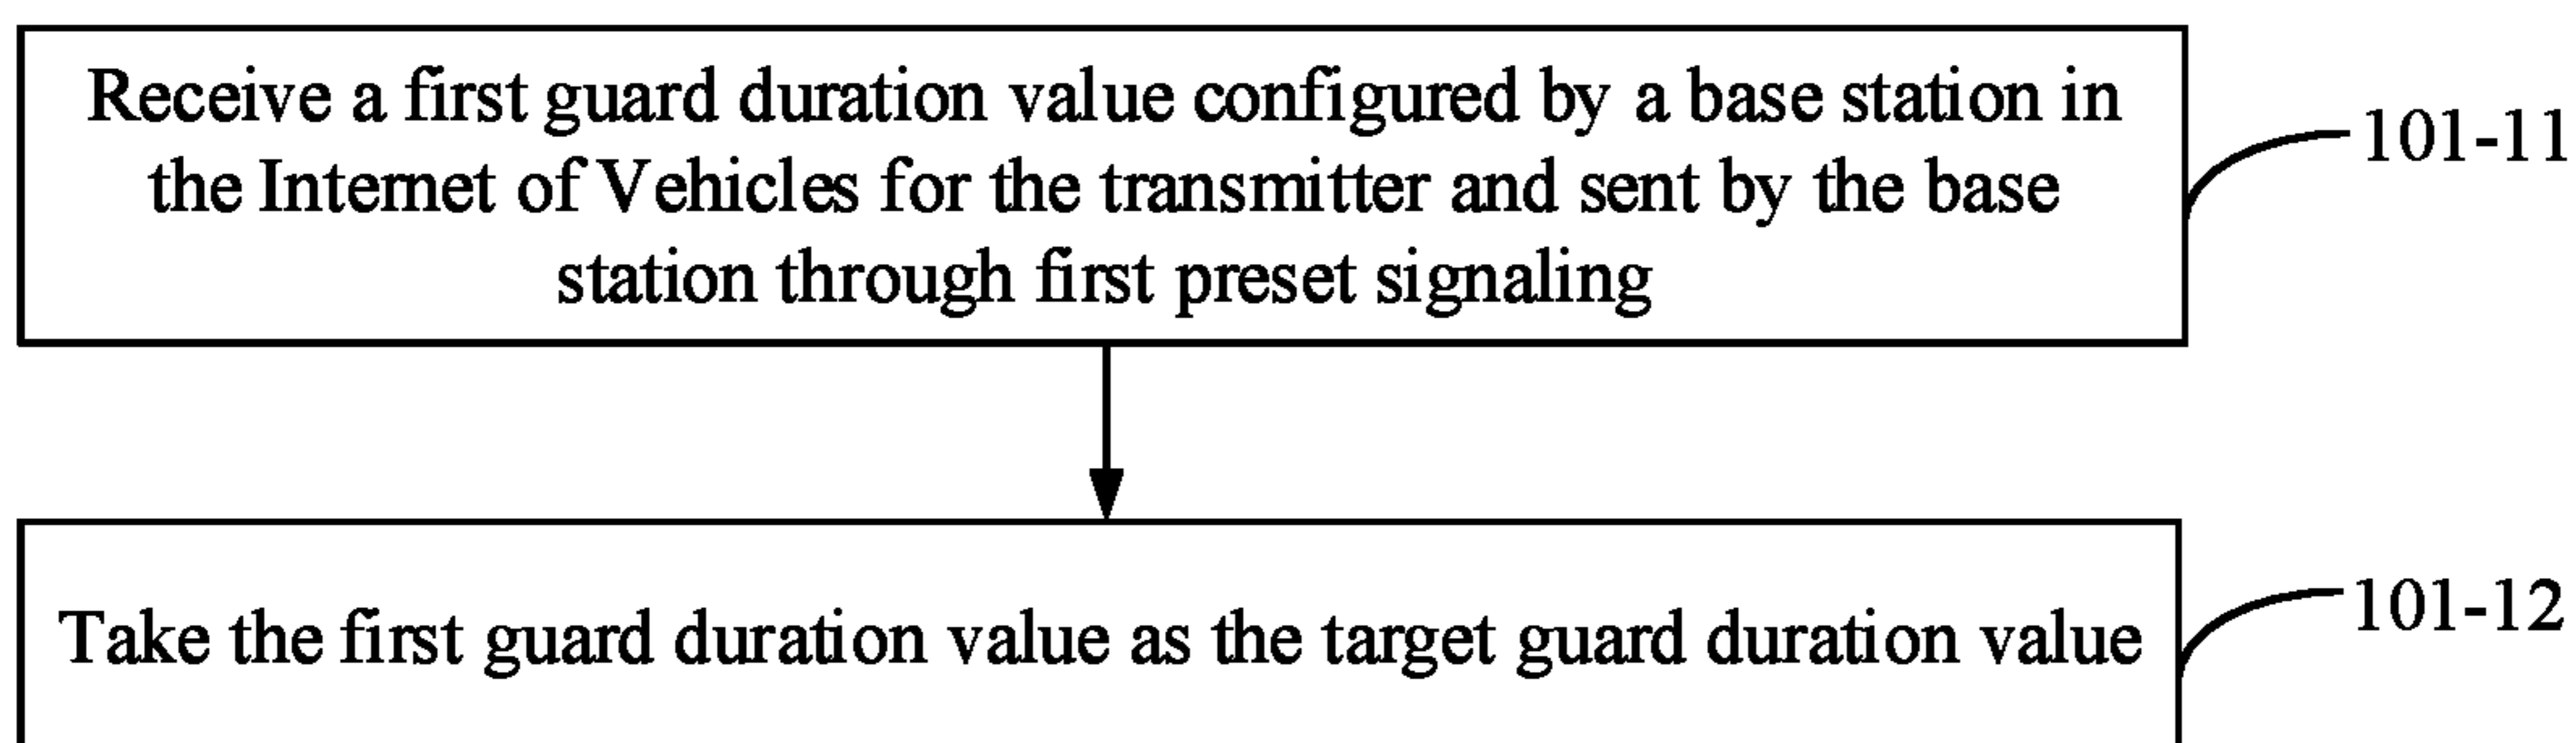 Receive a first guard duration value configured by a base station in
the Internet of Vehicles for the transmitter and sent by the base
station through first preset signaling
101-11
Take the first guard duration value as the target guard duration value
101-12